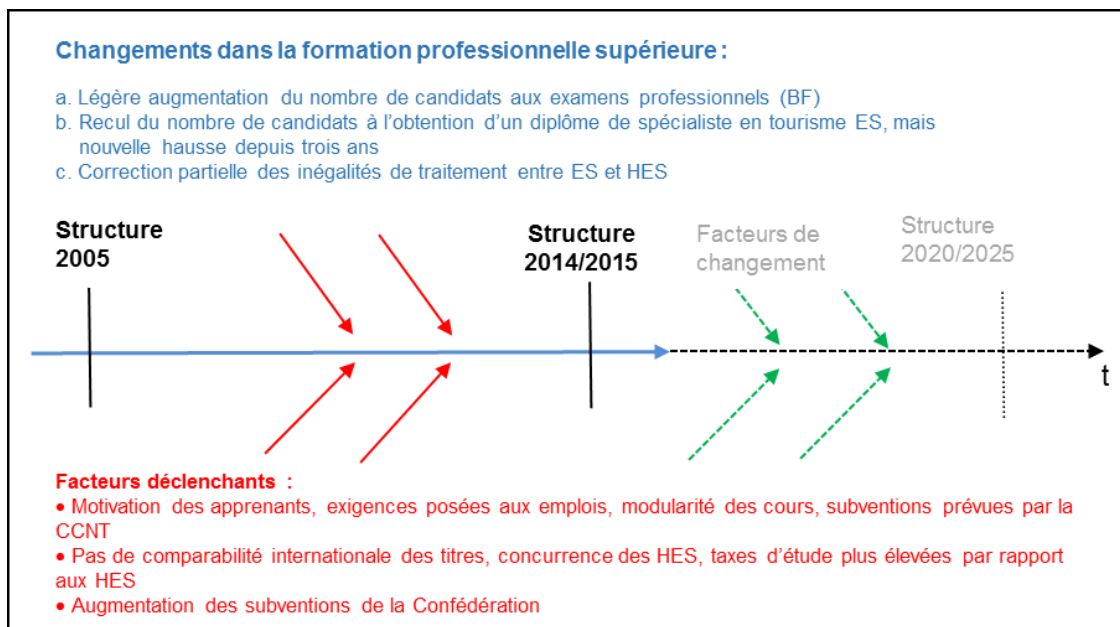 Changements dans la formation professionnelle supérieure :
a. Légère augmentation du nombre de candidats aux examens professionnels (BF)
b. Recul du nombre de candidats à l'obtention d'un diplôme de spécialiste en tourisme ES, mais
nouvelle hausse depuis trois ans
c. Correction partielle des inégalités de traitement entre ES et HES
Structure
2005
Structure
2014/2015
Facteurs de
changement
Structure
2020/2025
t
Facteurs déclenchants :
• Motivation des apprenants, exigences posées aux emplois, modularité des cours, subventions prévues par la
CCNT
• Pas de comparabilité internationale des titres, concurrence des HES, taxes d'étude plus élevées par rapport
aux HES
• Augmentation des subventions de la Confédération